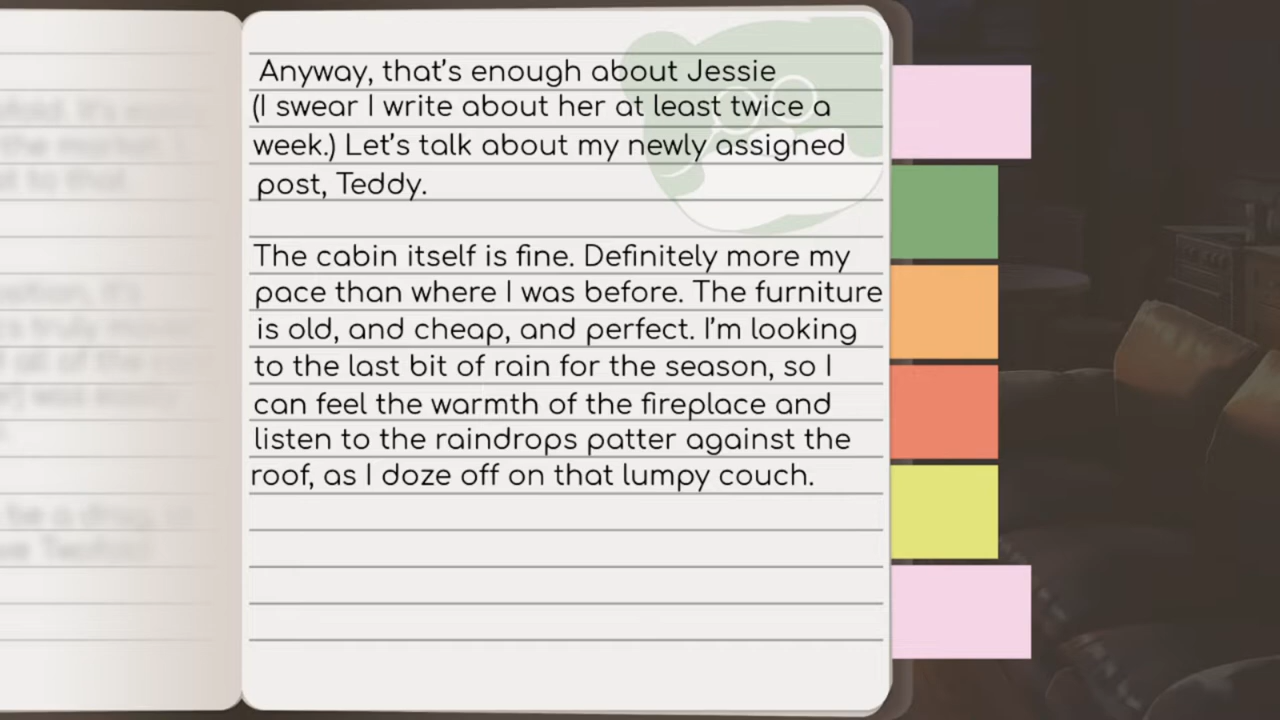 Anyway, that's enough about Jessie
(I swear I write about her at least twice a
week.) Let's talk about my newly assigned
post, Teddy.
The cabin itself is fine. Definitely more my
pace than where I was before. The furniture
is old, and cheap, and perfect. I'm looking
to the last bit of rain for the season, so I
can feel the warmth of the fireplace and
listen to the raindrops patter against the
roof, as I doze off on that lumpy couch.